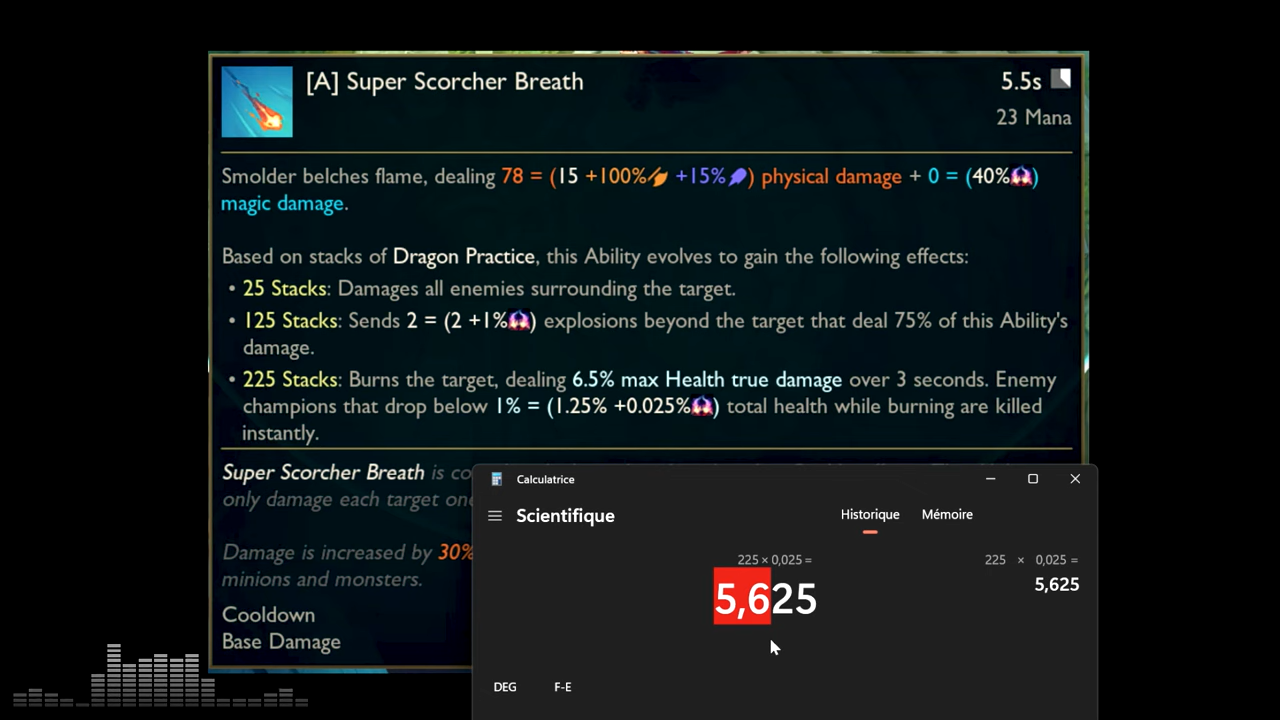 [A] Super Scorcher Breath
5.5s
23 Mana
Smolder belches flame, dealing 78 = (15 +100% +15% ) physical damage + 0 = (40% )
magic damage.
Based on stacks of Dragon Practice, this Ability evolves to gain the following effects:
• 25 Stacks: Damages all enemies surrounding the target.
• 125 Stacks: Sends 2 = (2 +1% ) explosions beyond the target that deal 75% of this Ability's
damage.
• 225 Stacks: Burns the target, dealing 6.5% max Health true damage over 3 seconds. Enemy
champions that drop below 1% = (1.25% +0.025% ) total health while burning are killed
instantly.
Super Scorcher Breath is co
only damage each target
Damage is increased by 30%
minions and monsters.
Cooldown
Base Damage
Calculatrice
Scientifique
Historique
Mémoire
225 × 0,025 =
5,625
225 × 0,025 =
5,625
DEG
F-E